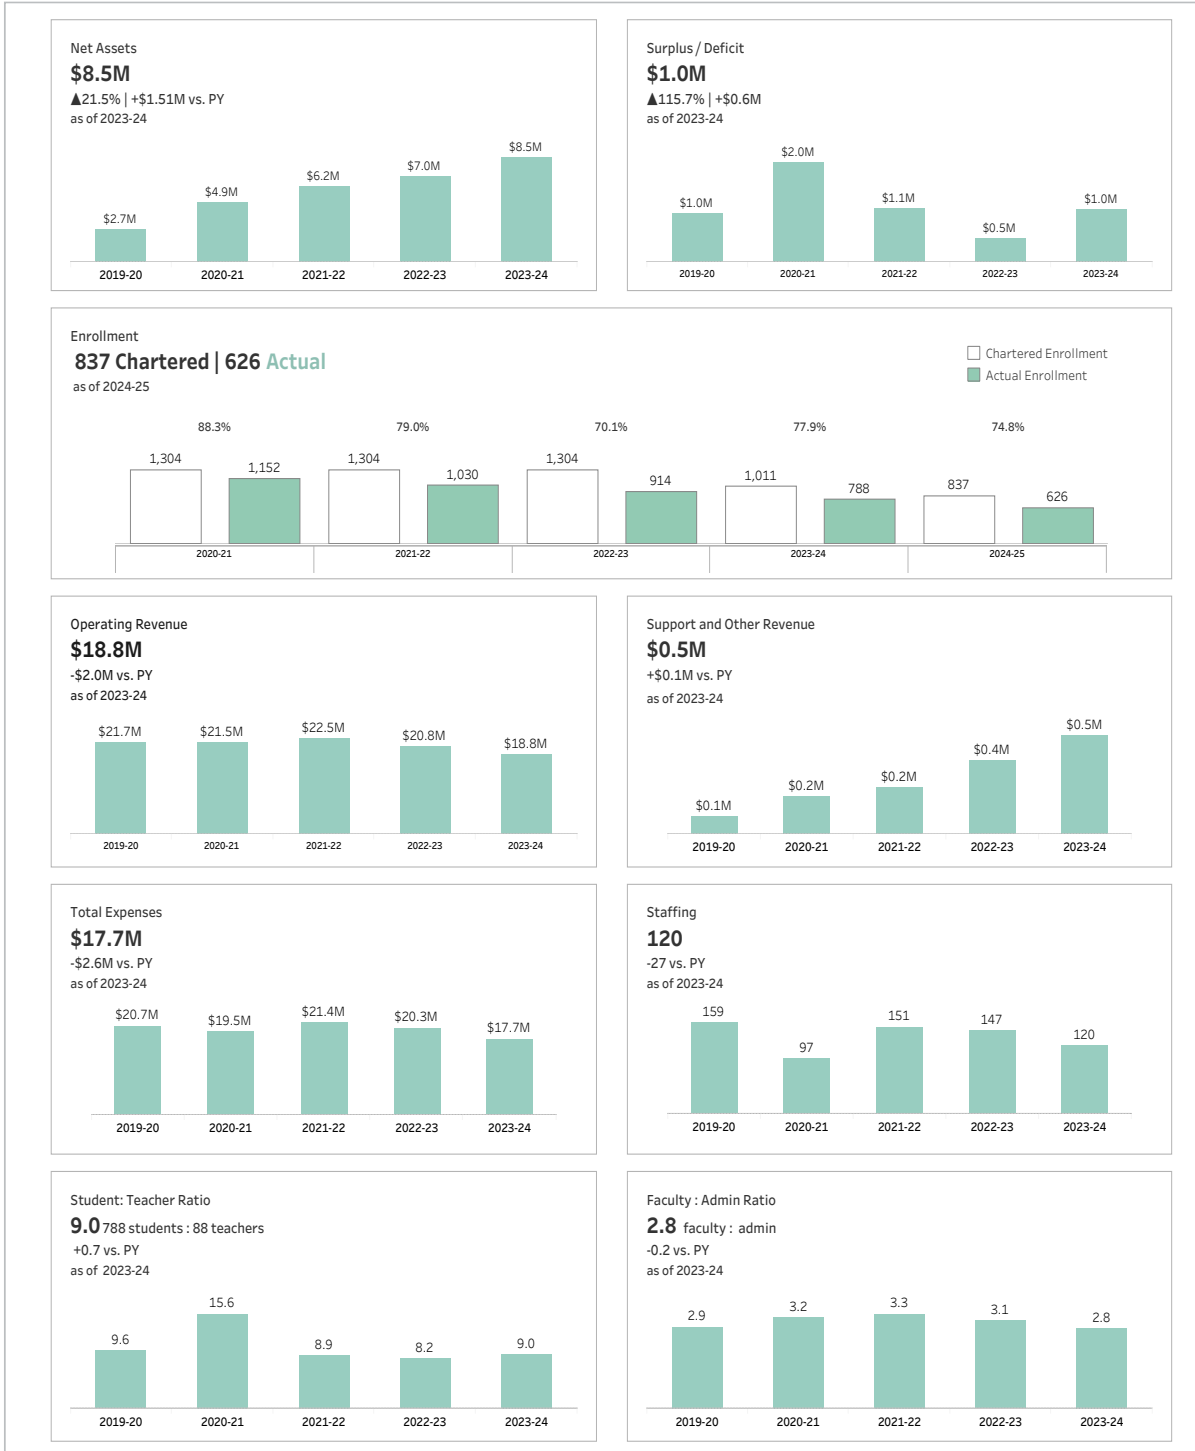 Net Assets
$8.5M
▲21.5% | +$1.51M vs. PY
as of 2023-24
$2.7M $4.9M $6.2M $7.0M $8.5M
2019-20 2020-21 2021-22 2022-23 2023-24
Surplus / Deficit
$1.0M
▲115.7% | +$0.6M
as of 2023-24
$1.0M $2.0M $1.1M $0.5M $1.0M
2019-20 2020-21 2021-22 2022-23 2023-24
Enrollment
837 Chartered | 626 Actual
as of 2024-25
Chartered Enrollment
Actual Enrollment
88.3% 79.0% 70.1% 77.9% 74.8%
1,304 1,152 1,304 1,030 1,304 914 1,011 788 837 626
2020-21 2021-22 2022-23 2023-24 2024-25
Operating Revenue
$18.8M
-$2.0M vs. PY
as of 2023-24
$21.7M $21.5M $22.5M $20.8M $18.8M
2019-20 2020-21 2021-22 2022-23 2023-24
Support and Other Revenue
$0.5M
+$0.1M vs. PY
as of 2023-24
$0.1M $0.2M $0.2M $0.4M $0.5M
2019-20 2020-21 2021-22 2022-23 2023-24
Total Expenses
$17.7M
-$2.6M vs. PY
as of 2023-24
$20.7M $19.5M $21.4M $20.3M $17.7M
2019-20 2020-21 2021-22 2022-23 2023-24
Staffing
120
-27 vs. PY
as of 2023-24
159 97 151 147 120
2019-20 2020-21 2021-22 2022-23 2023-24
Student: Teacher Ratio
9.0 788 students : 88 teachers
+0.7 vs. PY
as of 2023-24
9.6 15.6 8.9 8.2 9.0
2019-20 2020-21 2021-22 2022-23 2023-24
Faculty : Admin Ratio
2.8 faculty : admin
-0.2 vs. PY
as of 2023-24
2.9 3.2 3.3 3.1 2.8
2019-20 2020-21 2021-22 2022-23 2023-24